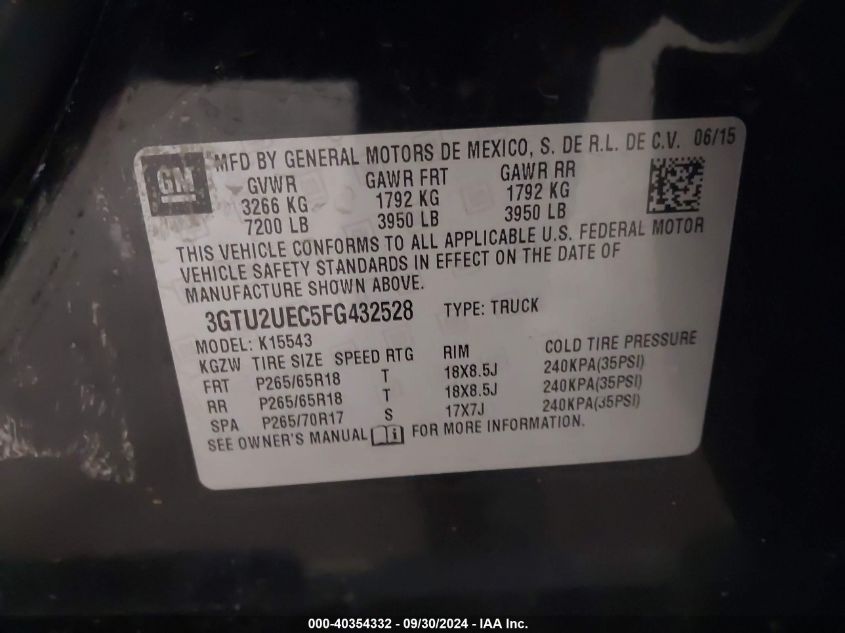 GM MFD BY GENERAL MOTORS DE MEXICO, S. DE R.L. DE C.V. 06/15
GVWR GAWR FRT GAWR RR
3266 KG 1792 KG 1792 KG
7200 LB 3950 LB 3950 LB
THIS VEHICLE CONFORMS TO ALL APPLICABLE U.S. FEDERAL MOTOR
VEHICLE SAFETY STANDARDS IN EFFECT ON THE DATE OF
MANUFACTURE SHOWN ABOVE.
3GTU2UEC5FG432528 TYPE: TRUCK
MODEL: K15543
KGZW TIRE SIZE SPEED RTG RIM COLD TIRE PRESSURE
FRT P265/65R18 T 18X8.5J 240KPA(35PSI)
RR P265/65R18 T 18X8.5J 240KPA(35PSI)
SPA P265/70R17 S 17X7J 240KPA(35PSI)
SEE OWNER'S MANUAL i FOR MORE INFORMATION.
000-40354332 - 09/30/2024 - IAA Inc.